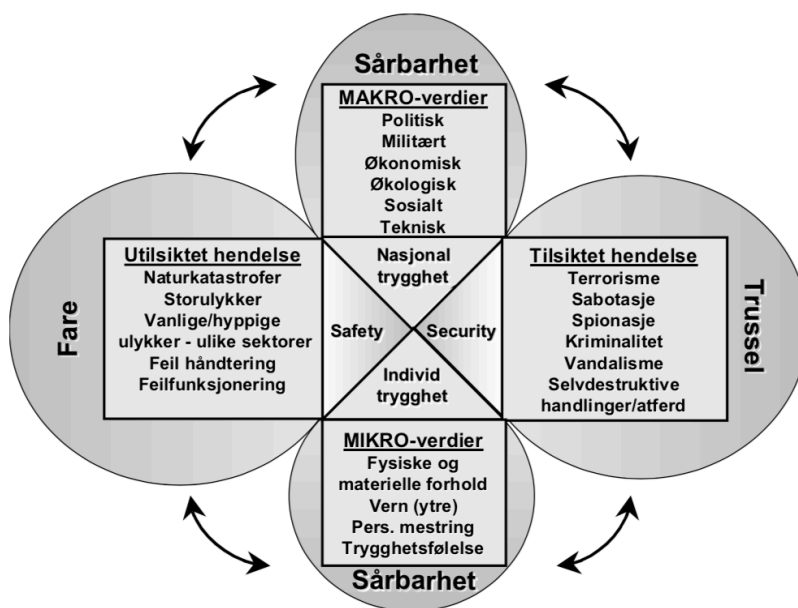 Sårbarhet
MAKRO-verdier
Politisk
Militært
Økonomisk
Økologisk
Sosialt
Teknisk
Fare
Utilsiktet hendelse
Naturkatastrofer
Storulykker
Vanlige/hyppige
ulykker - ulike sektorer
Feil håndtering
Feilfunksjonering
Nasjonal
trygghet
Safety
Security
Individ
trygghet
Tilsiktet hendelse
Terrorisme
Sabotasje
Spionasje
Kriminalitet
Vandalisme
Selvdestruktive
handlinger/atferd
Trussel
MIKRO-verdier
Fysiske og
materielle forhold
Vern (ytre)
Pers. mestring
Trygghetsfølelse
Sårbarhet